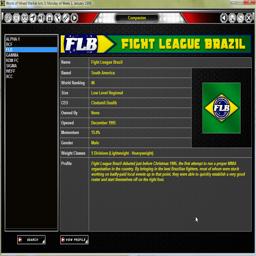 World of Mixed Martial Arts 3: Monday of Week 1, January 1996
Companies
ALPHA-1
BCF
FLB
GAMMA
NDM FC
SIGMA
WEFF
XCC
FLB FIGHT LEAGUE BRAZIL
Name Fight League Brazil
Based South America
World Ranking #6
Size Low Level Regional
CEO
Owned By None
Opened December 1995
Momentum 15.0%
Gender Male
Weight Classes 5 Divisions (Lightweight - Heavyweight)
Profile Fight League Brazil debuted just before Christmas 1995, the first attempt to run a proper MMA
organisation in the country. By bringing in the best Brazilian fighters, most of whom were stuck
working on badly-paid local events up to that point, they were able to quickly establish a very good
roster and start themselves off on the right foot.
FLB
SEARCH
VIEW PROFILE